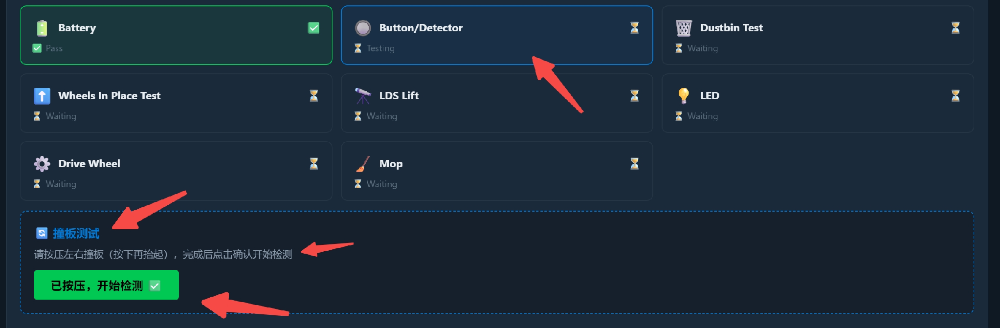 Battery
Pass
Button/Detector
Testing
Dustbin Test
Waiting
Wheels In Place Test
Waiting
LDS Lift
Waiting
LED
Waiting
Drive Wheel
Waiting
Mop
Waiting
撞板测试
请按压左右撞板（按下再抬起），完成后点击确认开始检测
已按压，开始检测